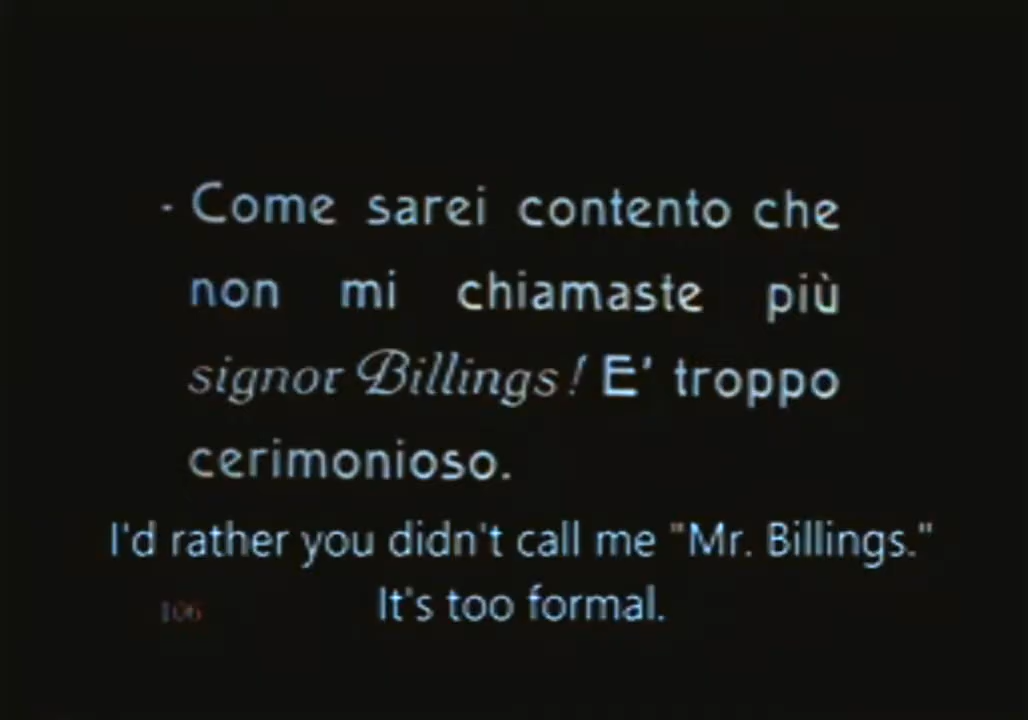 - Come sarei contento che
non mi chiamaste più
signor Billings! E' troppo
cerimonioso.
I'd rather you didn't call me "Mr. Billings."
It's too formal.
106